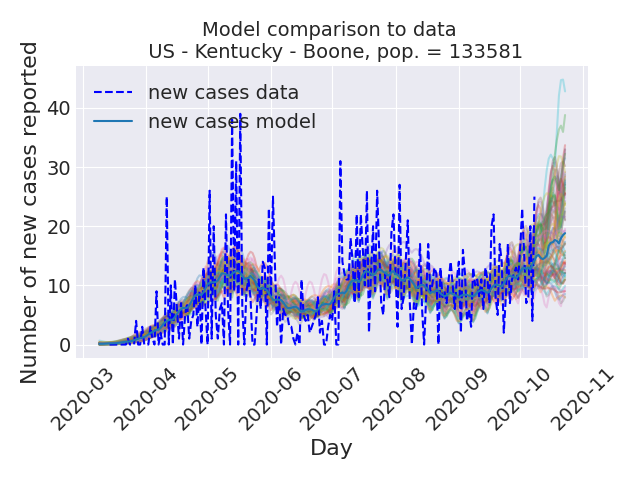 Model comparison to data
US - Kentucky - Boone, pop. = 133581
Number of new cases reported
new cases data
new cases model
40
30
20
10
0
2020-03
2020-04
2020-05
2020-06
2020-07
2020-08
2020-09
2020-10
2020-11
Day